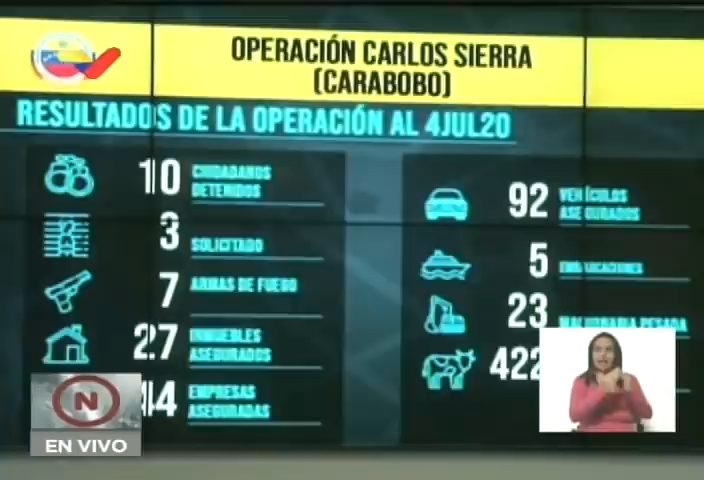 OPERACIÓN CARLOS SIERRA
(CARABOBO)
RESULTADOS DE LA OPERACIÓN AL 4JUL20
10 CIUDADANOS
DETENIDOS
3 SOLICITADO
7 ARMAS DE FUEGO
27 INMUEBLES
ASEGURADOS
EMPRESAS
ASEGURADAS
92 VEHÍCULOS
ASEGURADOS
5 EMBARCACIONES
23 MAQUINARIA PESADA
422
N
EN VIVO